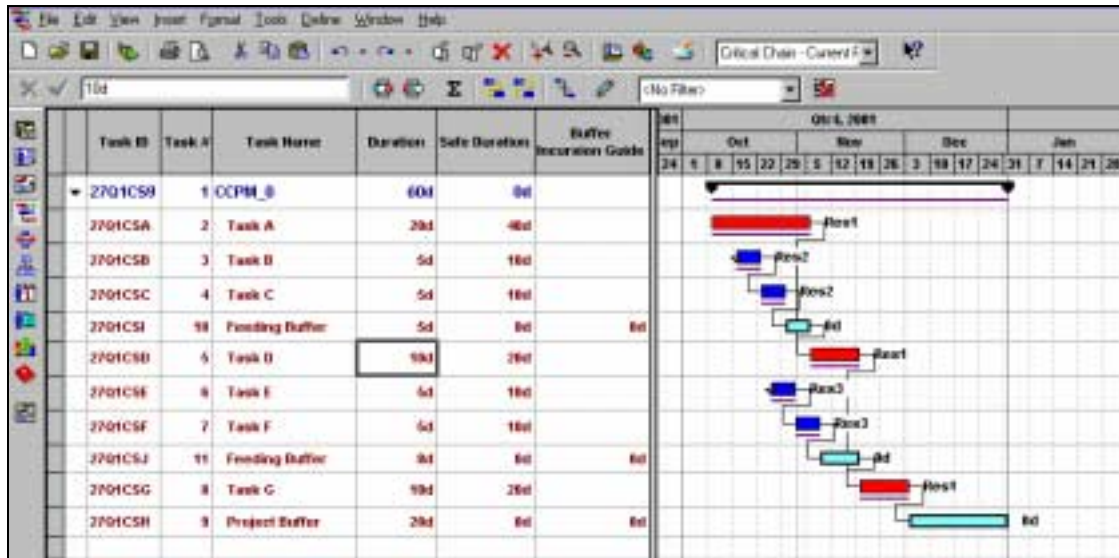 File Edit View Insert Format Tools Define Window Help
Critical Chain - Current F
10d
<No Filter>
Task ID Task # Task Name Duration Safe Duration Buffer Incursion Guide
Qtr 4, 2001
Oct Nov Dec Jan
24 1 8 15 22 29 5 12 19 26 3 10 17 24 31 7 14 21 28
27Q1CS9 1 CCPM_0 60d 0d
27Q1CSA 2 Task A 20d 40d Res1
27Q1CSB 3 Task B 5d 10d Res2
27Q1CSC 4 Task C 5d 10d Res2
27Q1CSI 10 Feeding Buffer 5d 0d 0d 0d
27Q1CSD 5 Task D 10d 20d Res1
27Q1CSE 6 Task E 5d 10d Res3
27Q1CSF 7 Task F 5d 10d Res3
27Q1CSJ 11 Feeding Buffer 0d 0d 0d
27Q1CSG 8 Task G 10d 20d Res1
27Q1CSH 9 Project Buffer 20d 0d 0d 0d